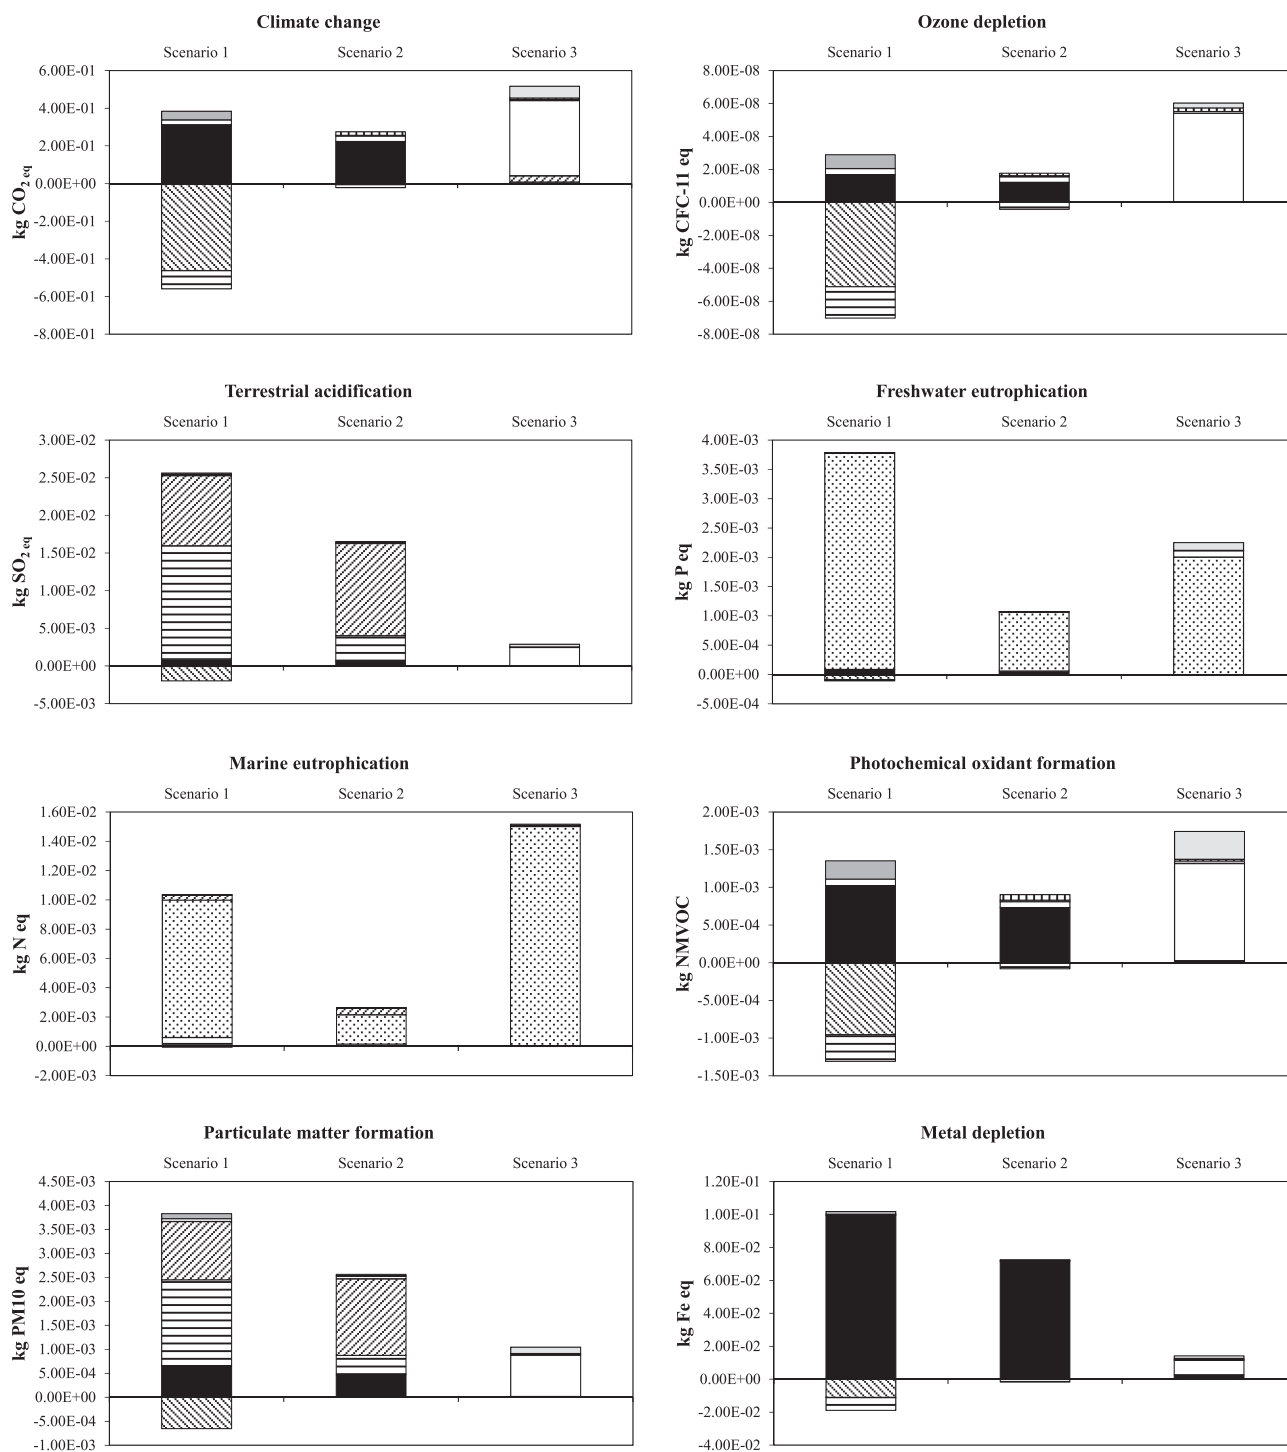 Climate change
Scenario 1 Scenario 2 Scenario 3
6.00E-01
4.00E-01
2.00E-01
0.00E+00
-2.00E-01
-4.00E-01
-6.00E-01
-8.00E-01
kg CO2 eq
Ozone depletion
Scenario 1 Scenario 2 Scenario 3
8.00E-08
6.00E-08
4.00E-08
2.00E-08
0.00E+00
-2.00E-08
-4.00E-08
-6.00E-08
-8.00E-08
kg CFC-11 eq
Terrestrial acidification
Scenario 1 Scenario 2 Scenario 3
3.00E-02
2.50E-02
2.00E-02
1.50E-02
1.00E-02
5.00E-03
0.00E+00
-5.00E-03
kg SO2 eq
Freshwater eutrophication
Scenario 1 Scenario 2 Scenario 3
4.00E-03
3.50E-03
3.00E-03
2.50E-03
2.00E-03
1.50E-03
1.00E-03
5.00E-04
0.00E+00
-5.00E-04
kg P eq
Marine eutrophication
Scenario 1 Scenario 2 Scenario 3
1.60E-02
1.40E-02
1.20E-02
1.00E-02
8.00E-03
6.00E-03
4.00E-03
2.00E-03
0.00E+00
-2.00E-03
kg N eq
Photochemical oxidant formation
Scenario 1 Scenario 2 Scenario 3
2.00E-03
1.50E-03
1.00E-03
5.00E-04
0.00E+00
-5.00E-04
-1.00E-03
-1.50E-03
kg NMVOC
Particulate matter formation
Scenario 1 Scenario 2 Scenario 3
4.50E-03
4.00E-03
3.50E-03
3.00E-03
2.50E-03
2.00E-03
1.50E-03
1.00E-03
5.00E-04
0.00E+00
-5.00E-04
-1.00E-03
kg PM10 eq
Metal depletion
Scenario 1 Scenario 2 Scenario 3
1.20E-01
1.00E-01
8.00E-02
6.00E-02
4.00E-02
2.00E-02
0.00E+00
-2.00E-02
-4.00E-02
kg Fe eq